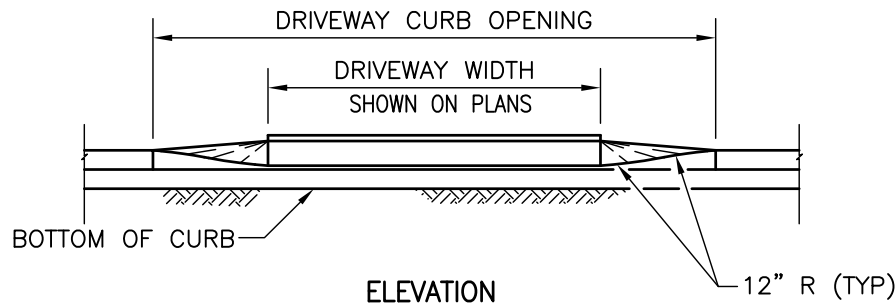 DRIVEWAY CURB OPENING
DRIVEWAY WIDTH
SHOWN ON PLANS
BOTTOM OF CURB
12" R (TYP)
ELEVATION